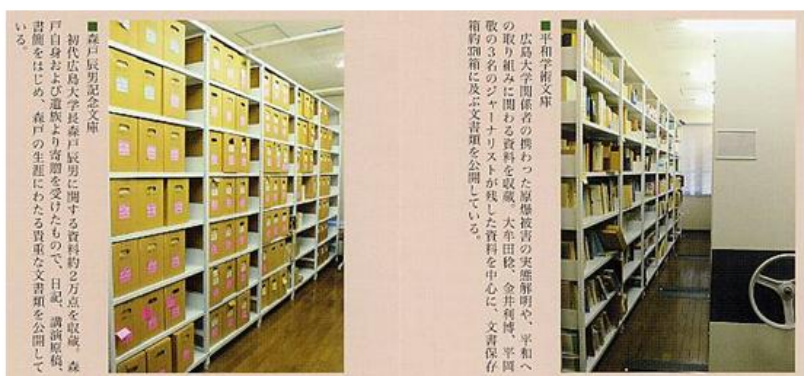 ■平和学術文庫
広島大学関係者の携わった原爆被害の実態解明や、平和へ
の取り組みに関わる資料を収蔵。大牟田稔、金井利博、平岡
敬の3名のジャーナリストが残した資料を中心に、文書保存
箱約370箱に及ぶ文書類を公開している。
■森戸辰男記念文庫
初代広島大学長森戸辰男に関する資料約2万点を収蔵。森
戸自身および遺族より寄贈を受けたもので、日記、講演原稿、
書簡をはじめ、森戸の生涯にわたる貴重な文書類を公開して
いる。